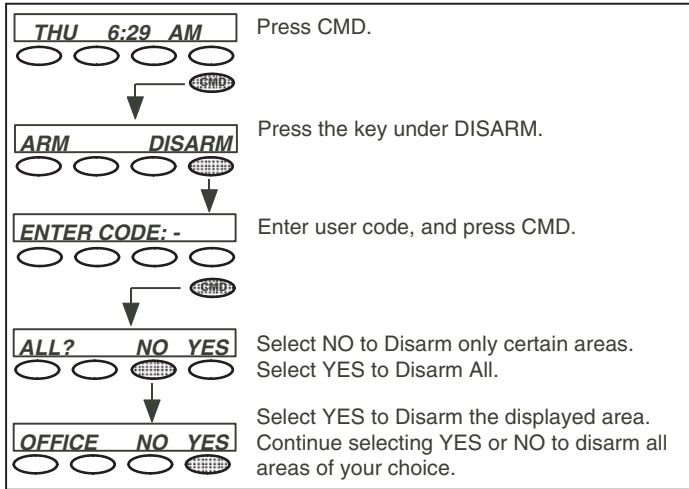 THU 6:29 AM
Press CMD.
CMD
ARM DISARM
Press the key under DISARM.
ENTER CODE: -
Enter user code, and press CMD.
CMD
ALL? NO YES
Select NO to Disarm only certain areas.
Select YES to Disarm All.
OFFICE NO YES
Select YES to Disarm the displayed area.
Continue selecting YES or NO to disarm all
areas of your choice.